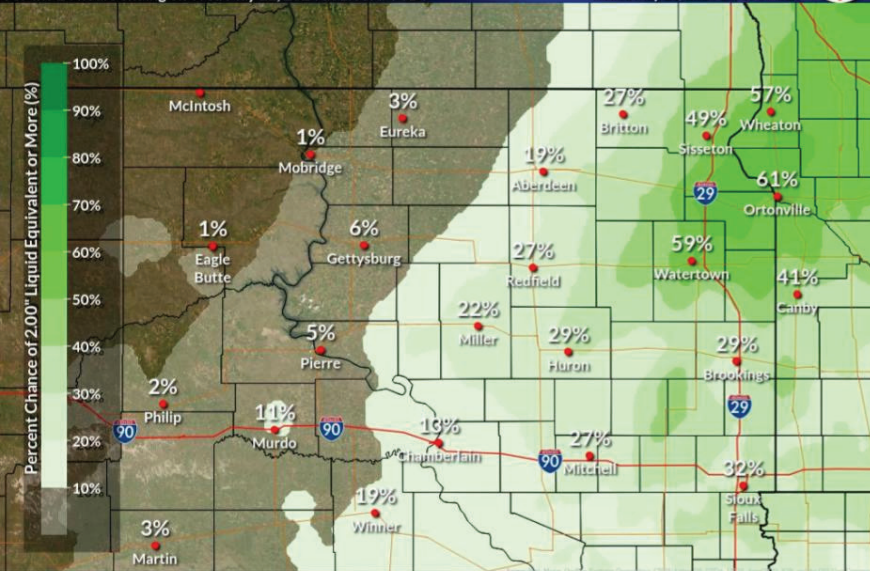 Percent Chance of 2.00" Liquid Equivalent or More (%)
100%
90%
80%
70%
60%
50%
40%
30%
20%
10%
McIntosh
1%
Mobridge
3%
Eureka
27%
Britton
49%
Sisseton
57%
Wheaton
19%
Aberdeen
29
61%
Ortonville
1%
Eagle
Butte
6%
Gettysburg
27%
Redfield
59%
Watertown
41%
Canby
22%
Miller
5%
Pierre
29%
Huron
29%
Brookings
2%
Philip
29
90
11%
Murdo
90
13%
Chamberlain
90
27%
Mitchell
32%
Sioux
Falls
19%
Winner
3%
Martin